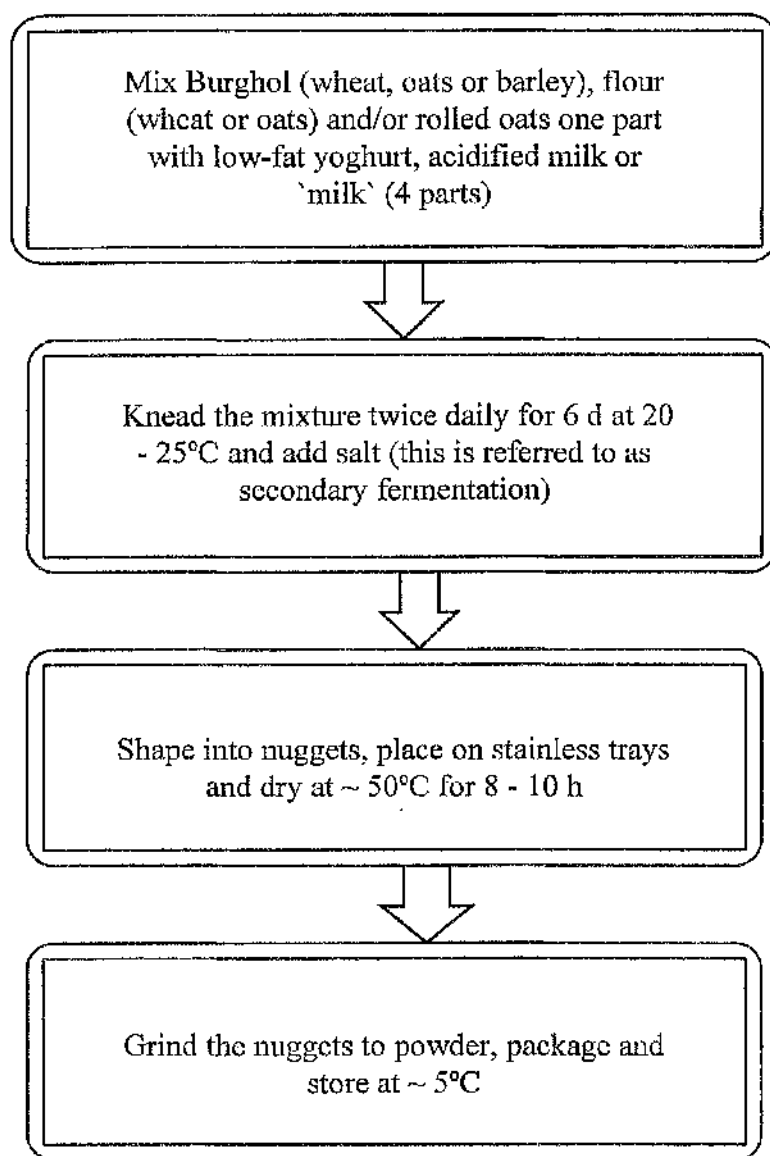 Mix Burghol (wheat, oats or barley), flour
(wheat or oats) and/or rolled oats one part
with low-fat yoghurt, acidified milk or
`milk` (4 parts)
Knead the mixture twice daily for 6 d at 20
- 25°C and add salt (this is referred to as
secondary fermentation)
Shape into nuggets, place on stainless trays
and dry at ~ 50°C for 8 - 10 h
Grind the nuggets to powder, package and
store at ~ 5°C